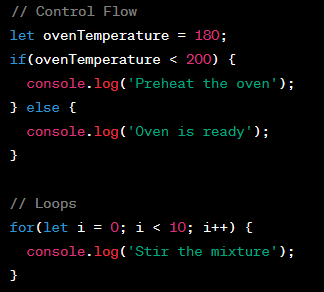 // Control Flow
let ovenTemperature = 180;
if(ovenTemperature < 200) {
  console.log('Preheat the oven');
} else {
  console.log('Oven is ready');
}

// Loops
for(let i = 0; i < 10; i++) {
  console.log('Stir the mixture');
}